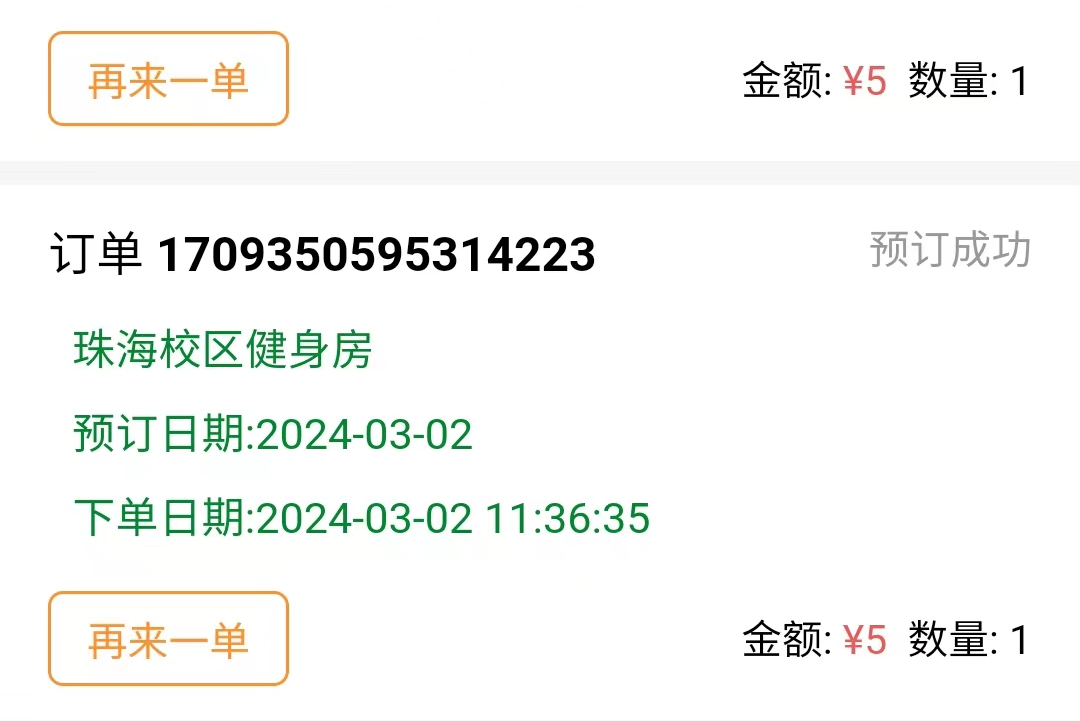 再来一单 金额: ¥5 数量: 1
订单 1709350595314223 预订成功
珠海校区健身房
预订日期:2024-03-02
下单日期:2024-03-02 11:36:35
再来一单 金额: ¥5 数量: 1